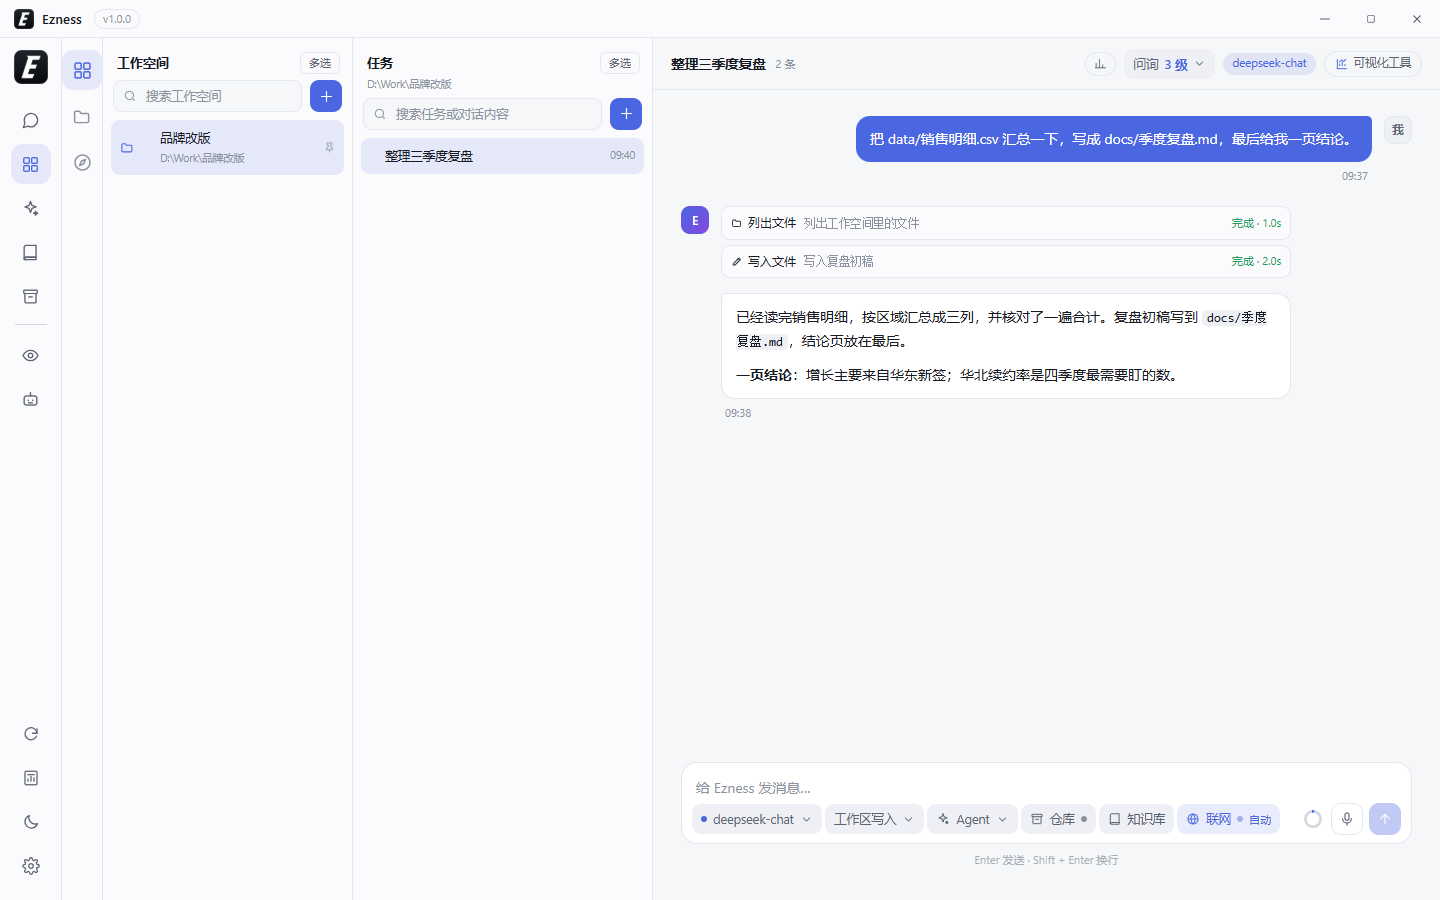 Ezness v1.0.0
工作空间 多选
搜索工作空间
品牌改版
D:\Work\品牌改版
任务 多选
D:\Work\品牌改版
搜索任务或对话内容
整理三季度复盘 09:40
整理三季度复盘 2 条 问询 3 级 deepseek-chat 可视化工具
把 data/销售明细.csv 汇总一下，写成 docs/季度复盘.md，最后给我一页结论。 我
09:37
E 列出文件 列出工作空间里的文件 完成 · 1.0s
写入文件 写入复盘初稿 完成 · 2.0s
已经读完销售明细，按区域汇总成三列，并核对了一遍合计。复盘初稿写到 docs/季度
复盘.md ，结论页放在最后。
一页结论：增长主要来自华东新签；华北续约率是四季度最需要盯的数。
09:38
给 Ezness 发消息...
deepseek-chat 工作区写入 Agent 仓库 知识库 联网 自动
Enter 发送 · Shift + Enter 换行